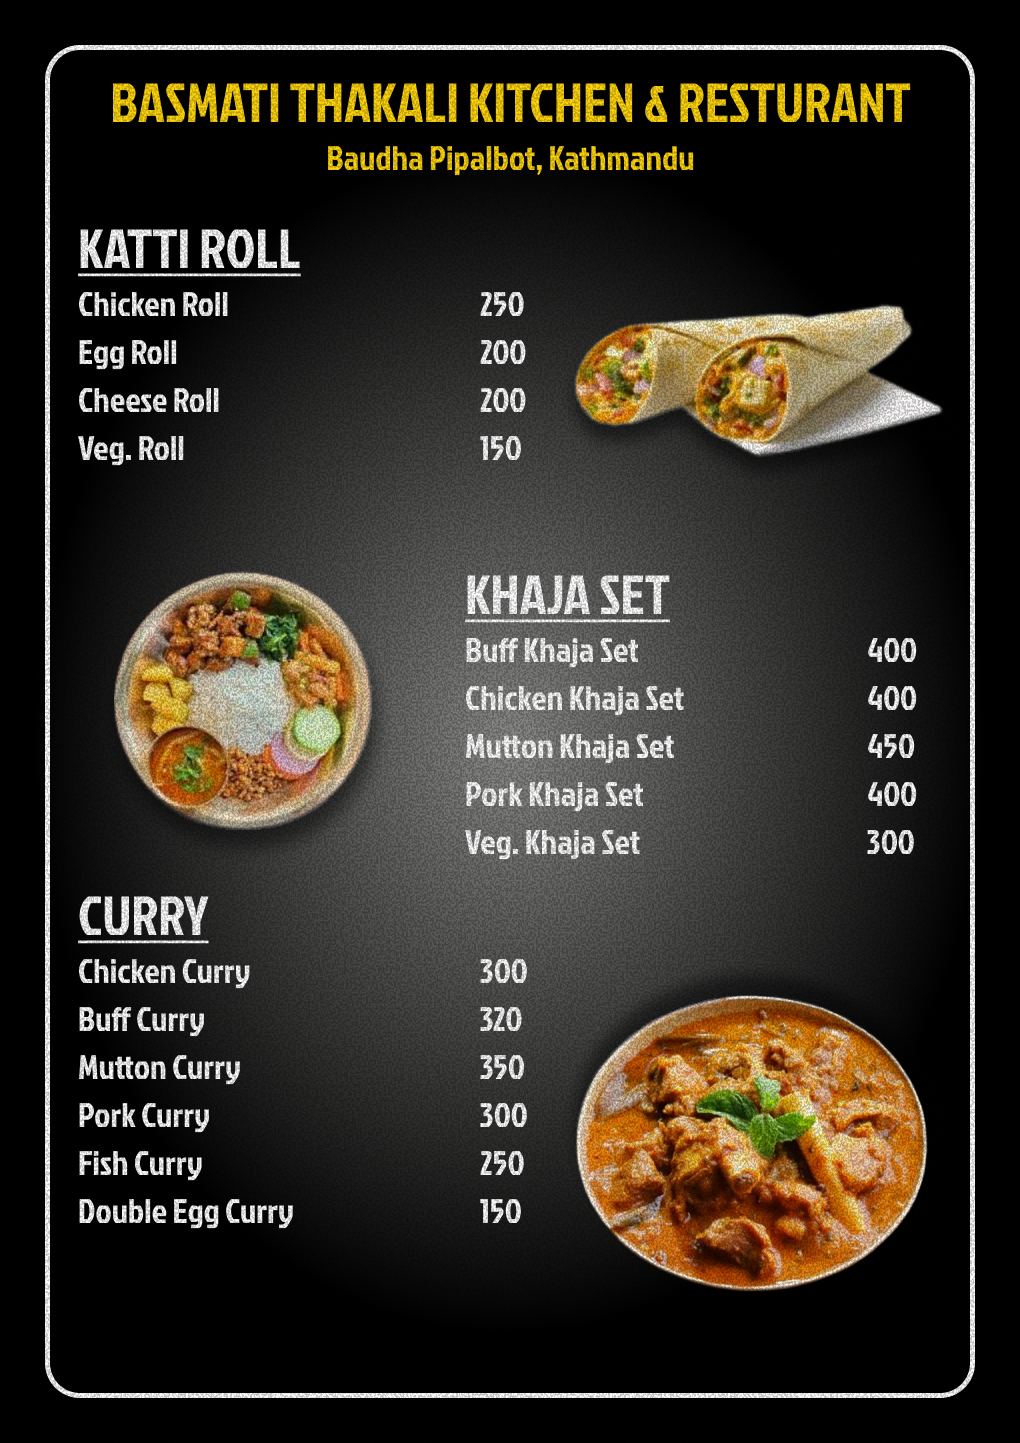 BASMATI THAKALI KITCHEN & RESTURANT
Baudha Pipalbot, Kathmandu
KATTI ROLL
Chicken Roll 250
Egg Roll 200
Cheese Roll 200
Veg. Roll 150
KHAJA SET
Buff Khaja Set 400
Chicken Khaja Set 400
Mutton Khaja Set 450
Pork Khaja Set 400
Veg. Khaja Set 300
CURRY
Chicken Curry 300
Buff Curry 320
Mutton Curry 350
Pork Curry 300
Fish Curry 250
Double Egg Curry 150